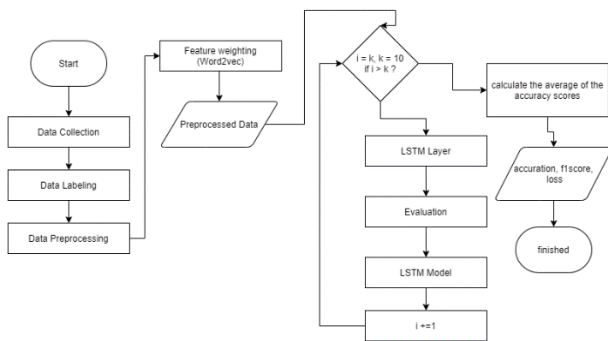 Start
Data Collection
Data Labeling
Data Preprocessing
Feature weighting
(Word2vec)
Preprocessed Data
i = k, k = 10
if i > k ?
LSTM Layer
Evaluation
LSTM Model
i +=1
calculate the average of the
accuracy scores
accuration, f1score,
loss
finished